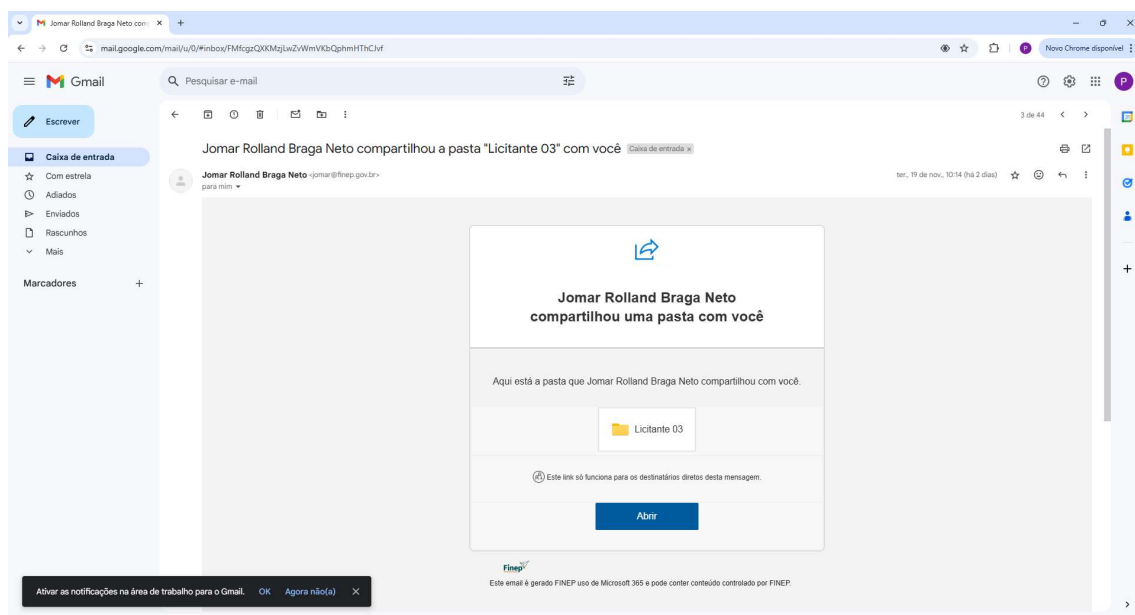 Jomar Rolland Braga Neto com
mail.google.com/mail/u/0/#inbox/FMfcgzQXKMzjLwZvWmVKbQphmHThCJvf
Novo Chrome disponível
Gmail
Pesquisar e-mail
P
Escrever
3 de 44
Caixa de entrada
Com estrela
Adiados
Enviados
Rascunhos
Mais
Marcadores
Jomar Rolland Braga Neto compartilhou a pasta "Licitante 03" com você Caixa de entrada x
Jomar Rolland Braga Neto <jomar@finep.gov.br>
ter., 19 de nov., 10:14 (há 2 dias)
para mim
Jomar Rolland Braga Neto
compartilhou uma pasta com você
Aqui está a pasta que Jomar Rolland Braga Neto compartilhou com você.
Licitante 03
Este link só funciona para os destinatários diretos desta mensagem.
Abrir
Finep
Este email é gerado FINEP uso de Microsoft 365 e pode conter conteúdo controlado por FINEP.
Ativar as notificações na área de trabalho para o Gmail. OK Agora não(a)